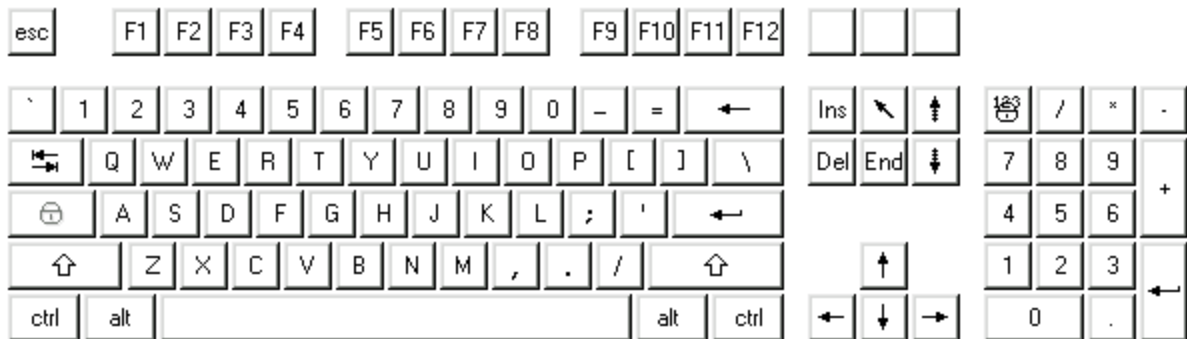 esc F1 F2 F3 F4 F5 F6 F7 F8 F9 F10 F11 F12
` 1 2 3 4 5 6 7 8 9 0 – = ← Ins ↖ ↑ 123 / * -
Q W E R T Y U I O P [ ] \ Del End ↓ 7 8 9 +
A S D F G H J K L ; ' ↵ 4 5 6
⇧ Z X C V B N M , . / ⇧ ↑ 1 2 3 ↵
ctrl alt alt ctrl ← ↓ → 0 .